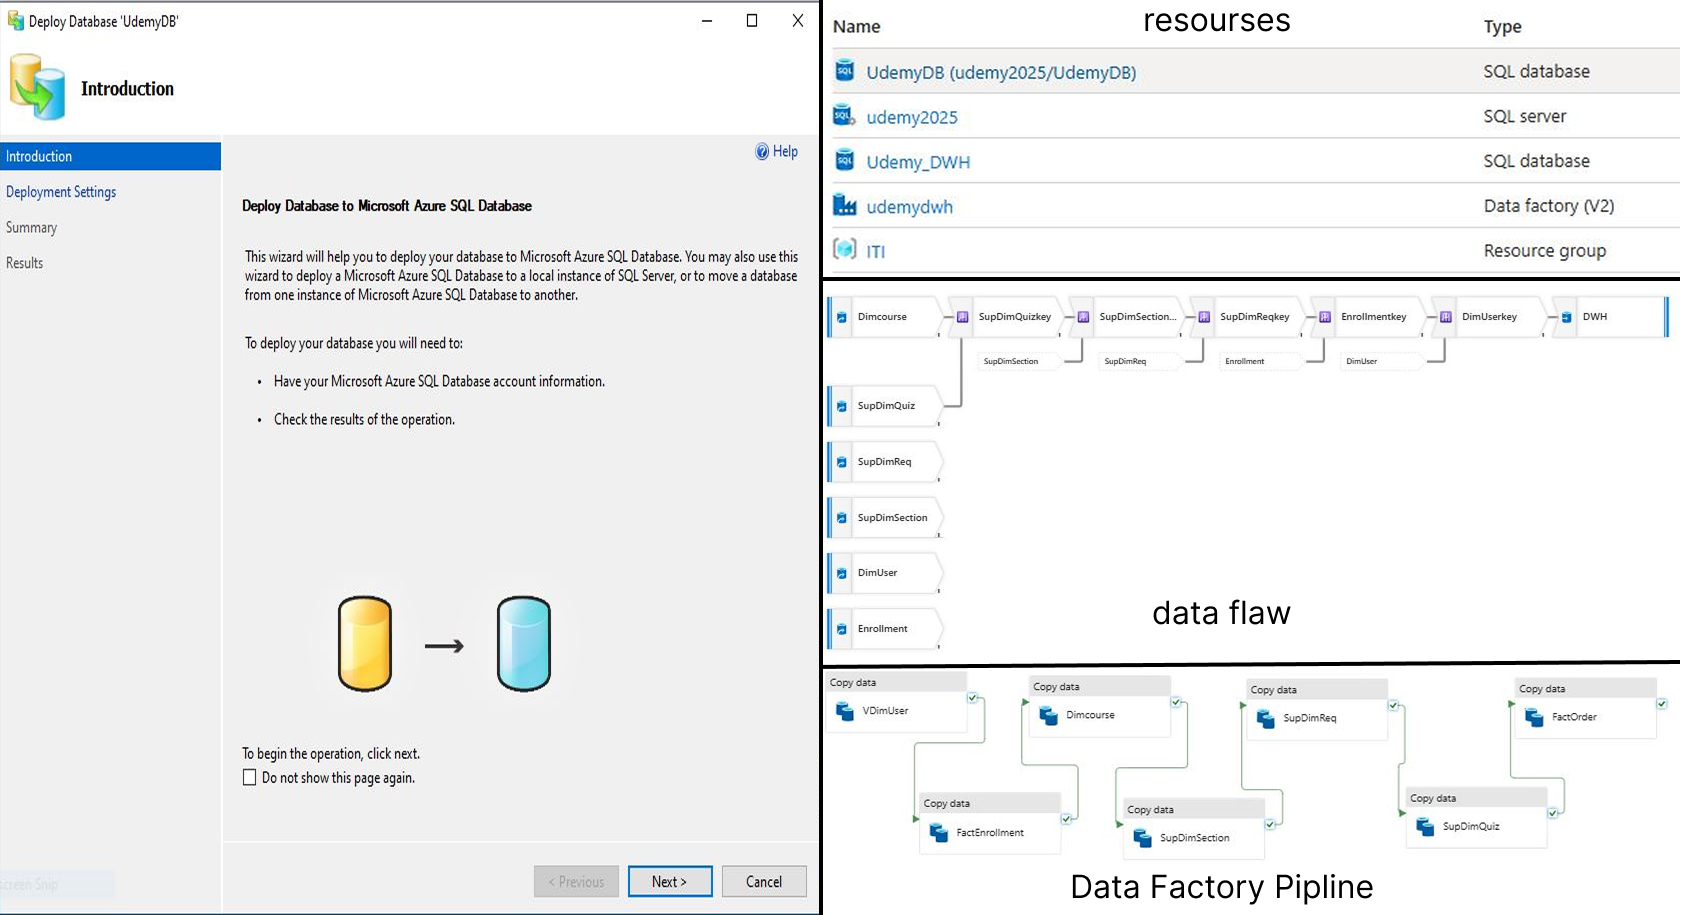 Deploy Database 'UdemyDB'
Introduction
Introduction
Deployment Settings
Summary
Results
Help
Deploy Database to Microsoft Azure SQL Database
This wizard will help you to deploy your database to Microsoft Azure SQL Database. You may also use this
wizard to deploy a Microsoft Azure SQL Database to a local instance of SQL Server, or to move a database
from one instance of Microsoft Azure SQL Database to another.
To deploy your database you will need to:
• Have your Microsoft Azure SQL Database account information.
• Check the results of the operation.
To begin the operation, click next.
Do not show this page again.
< Previous
Next >
Cancel
Screen Snip
resourses
Name Type
UdemyDB (udemy2025/UdemyDB) SQL database
udemy2025 SQL server
Udemy_DWH SQL database
udemydwh Data factory (V2)
ITI Resource group
Dimcourse SupDimQuizkey SupDimSection... SupDimReqkey Enrollmentkey DimUserkey DWH
SupDimSection SupDimReq Enrollment DimUser
SupDimQuiz
SupDimReq
SupDimSection
DimUser
Enrollment
data flaw
Copy data
VDimUser
Copy data
Dimcourse
Copy data
SupDimReq
Copy data
FactOrder
Copy data
FactEnrollment
Copy data
SupDimSection
Copy data
SupDimQuiz
Data Factory Pipline